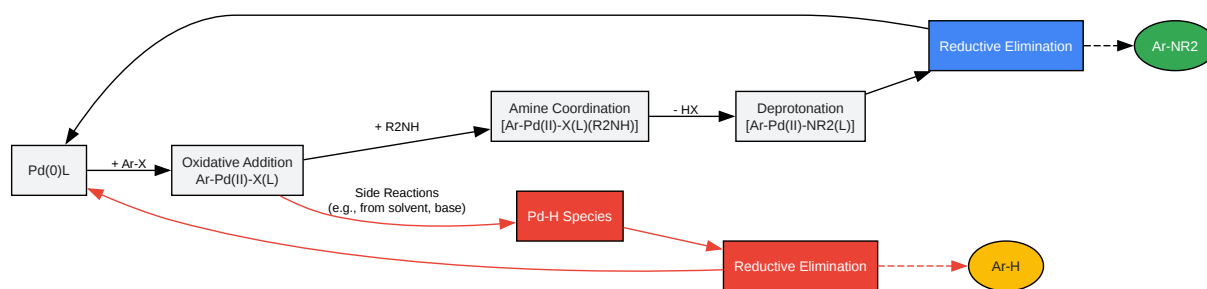 Reductive Elimination
Ar-NR2
Amine Coordination
[Ar-Pd(II)-X(L)(R2NH)]
- HX
Deprotonation
[Ar-Pd(II)-NR2(L)]
+ R2NH
Pd(0)L
+ Ar-X
Oxidative Addition
Ar-Pd(II)-X(L)
Side Reactions
(e.g., from solvent, base)
Pd-H Species
Reductive Elimination
Ar-H